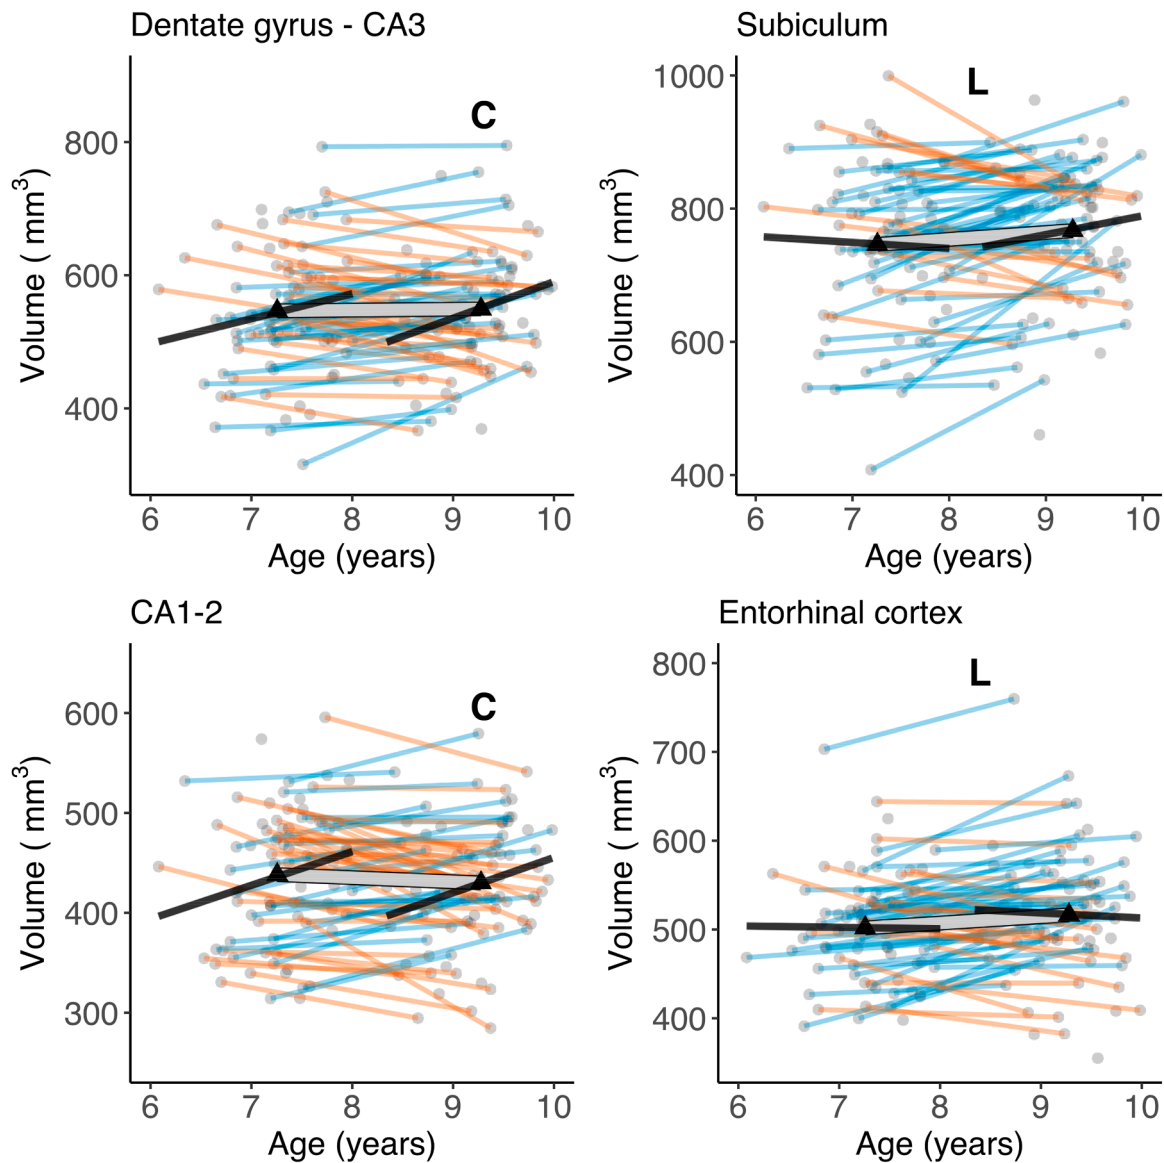 Dentate gyrus - CA3
C
800
600
400
Volume ( mm³)
6 7 8 9 10
Age (years)
Subiculum
L
1000
800
600
400
Volume ( mm³)
6 7 8 9 10
Age (years)
CA1-2
C
600
500
400
300
Volume ( mm³)
6 7 8 9 10
Age (years)
Entorhinal cortex
L
800
700
600
500
400
Volume ( mm³)
6 7 8 9 10
Age (years)